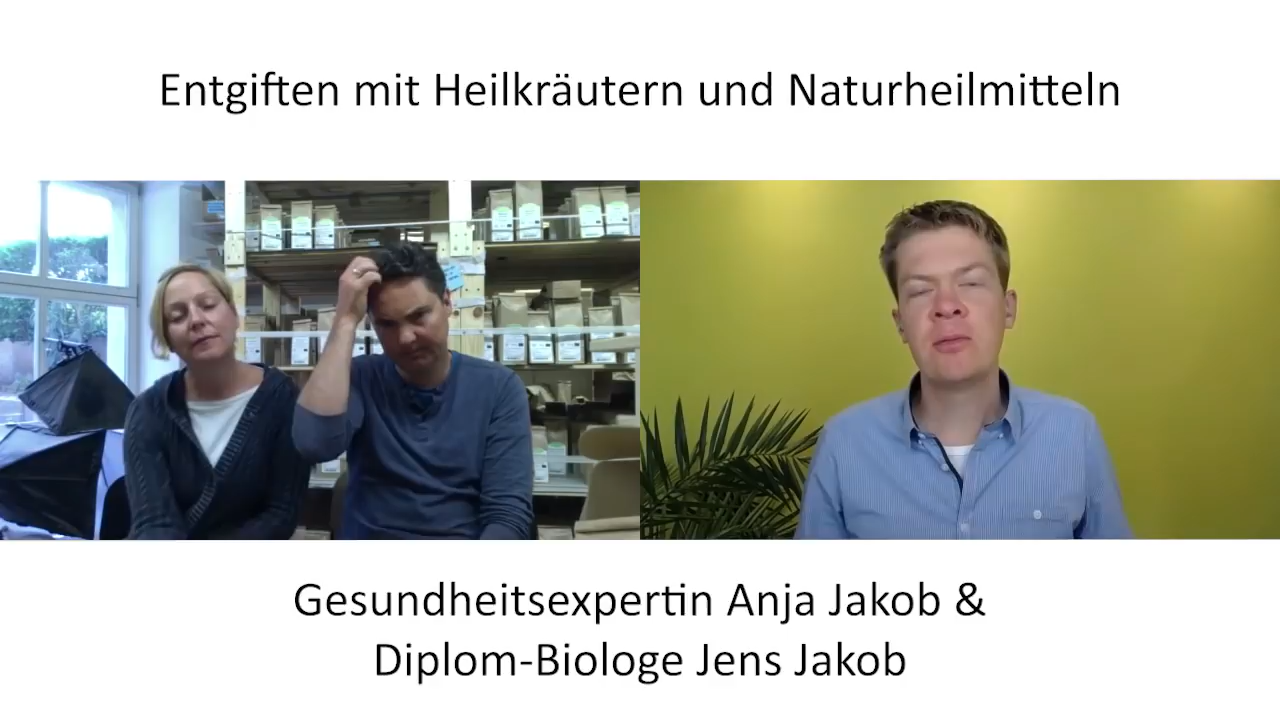 Entgiften mit Heilkräutern und Naturheilmitteln
Gesundheitsexpertin Anja Jakob &
Diplom-Biologe Jens Jakob